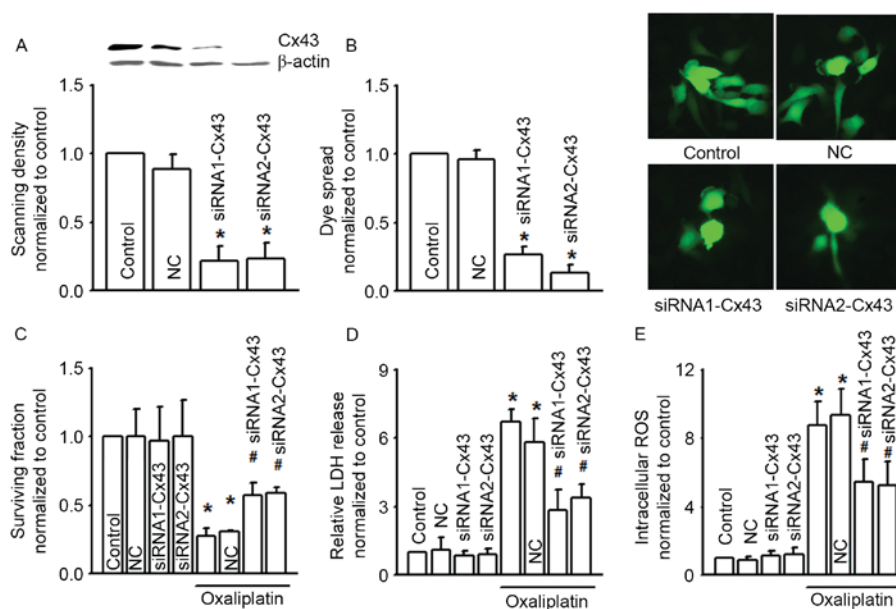 A
Cx43
β-actin
Scanning density
normalized to control
1.5
1.0
0.5
0.0
Control
NC
* siRNA1-Cx43
* siRNA2-Cx43
B
Dye spread
normalized to control
1.5
1.0
0.5
0.0
Control
NC
* siRNA1-Cx43
* siRNA2-Cx43
Control
NC
siRNA1-Cx43
siRNA2-Cx43
C
Surviving fraction
normalized to control
1.5
1.0
0.5
0.0
Control
NC
siRNA1-Cx43
siRNA2-Cx43
*
* NC
# siRNA1-Cx43
# siRNA2-Cx43
Oxaliplatin
D
Relative LDH release
normalized to control
9
6
3
0
Control
NC
siRNA1-Cx43
siRNA2-Cx43
*
* NC
# siRNA1-Cx43
# siRNA2-Cx43
Oxaliplatin
E
Intracellular ROS
normalized to control
12
8
4
0
Control
NC
siRNA1-Cx43
siRNA2-Cx43
*
* NC
# siRNA1-Cx43
# siRNA2-Cx43
Oxaliplatin